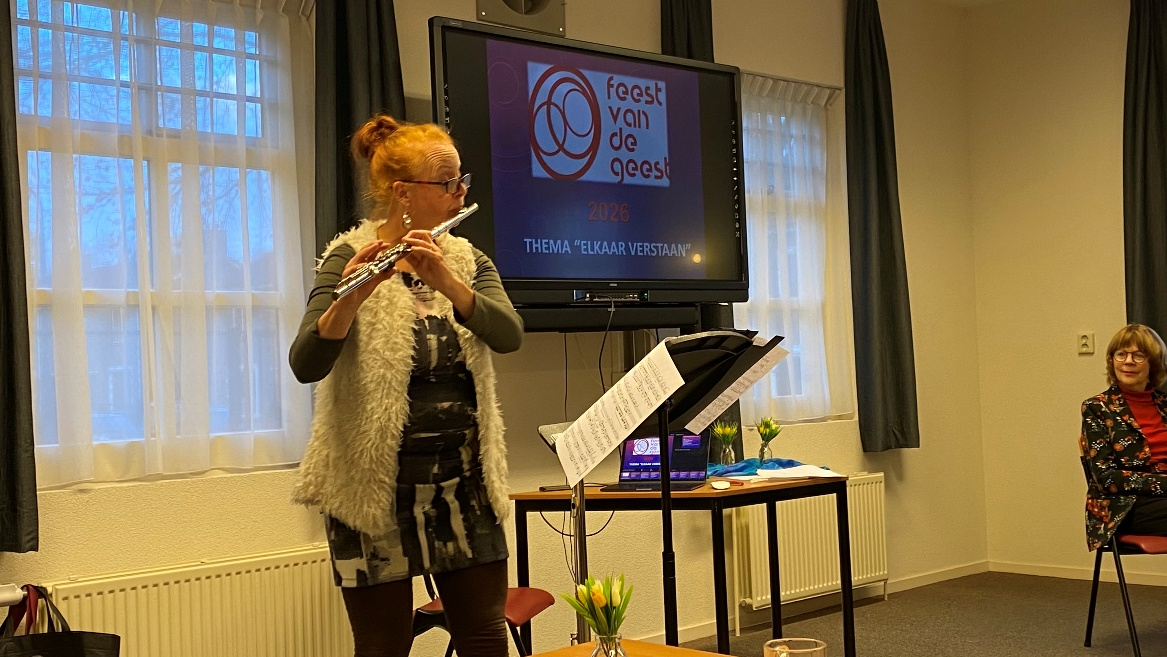 feest
van
de
geest
2026
THEMA “ELKAAR VERSTAAN”